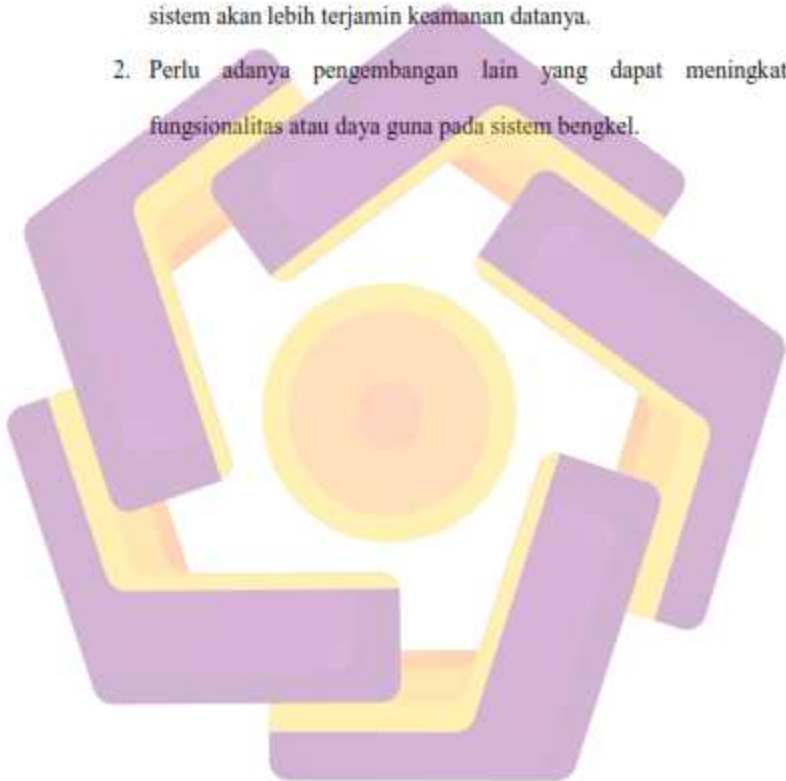 sistem akan lebih terjamin keamanan datanya.
2. Perlu adanya pengembangan lain yang dapat meningkat
fungsionalitas atau daya guna pada sistem bengkel.